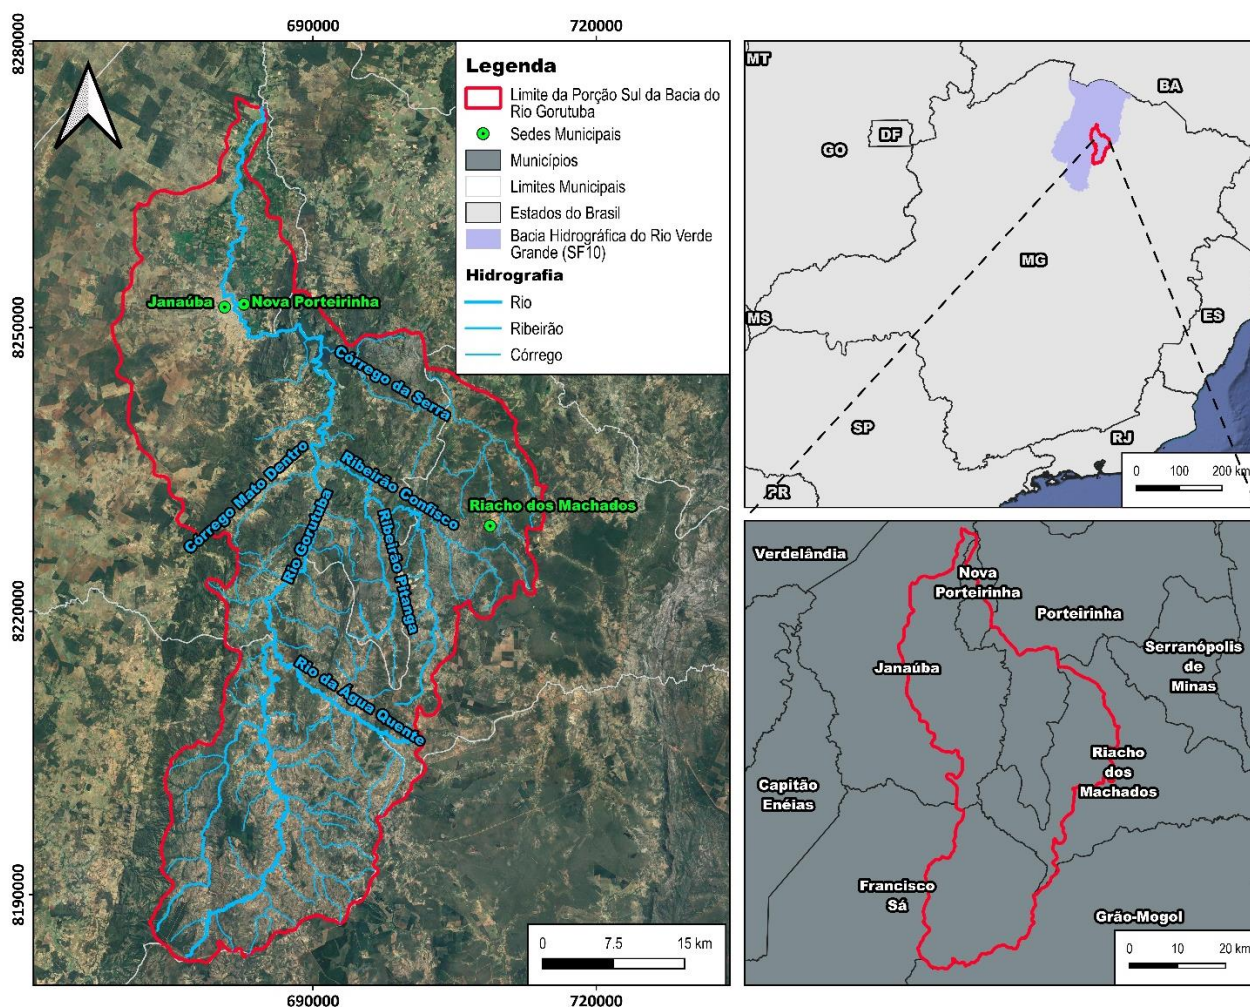 690000
720000
8280000
8250000
8220000
8190000
Legenda
Limite da Porção Sul da Bacia do
Rio Gorutuba
Sedes Municipais
Municípios
Limites Municipais
Estados do Brasil
Bacia Hidrográfica do Rio Verde
Grande (SF10)
Hidrografia
Rio
Ribeirão
Córrego
Janaúba
Nova Porteirinha
Córrego da Serra
Córrego Mato Dentro
Ribeirão Confisco
Riacho dos Machados
Rio Gorutuba
Ribeirão Pitanga
Rio da Água Quente
0 7.5 15 km
690000
720000
MT
BA
DF
GO
MG
MS
ES
SP
RJ
PR
0 100 200 km
Verdelândia
Nova
Porteirinha
Porteirinha
Serranópolis
de
Minas
Janaúba
Riacho
dos
Machados
Capitão
Enéias
Francisco
Sá
Grão-Mogol
0 10 20 km